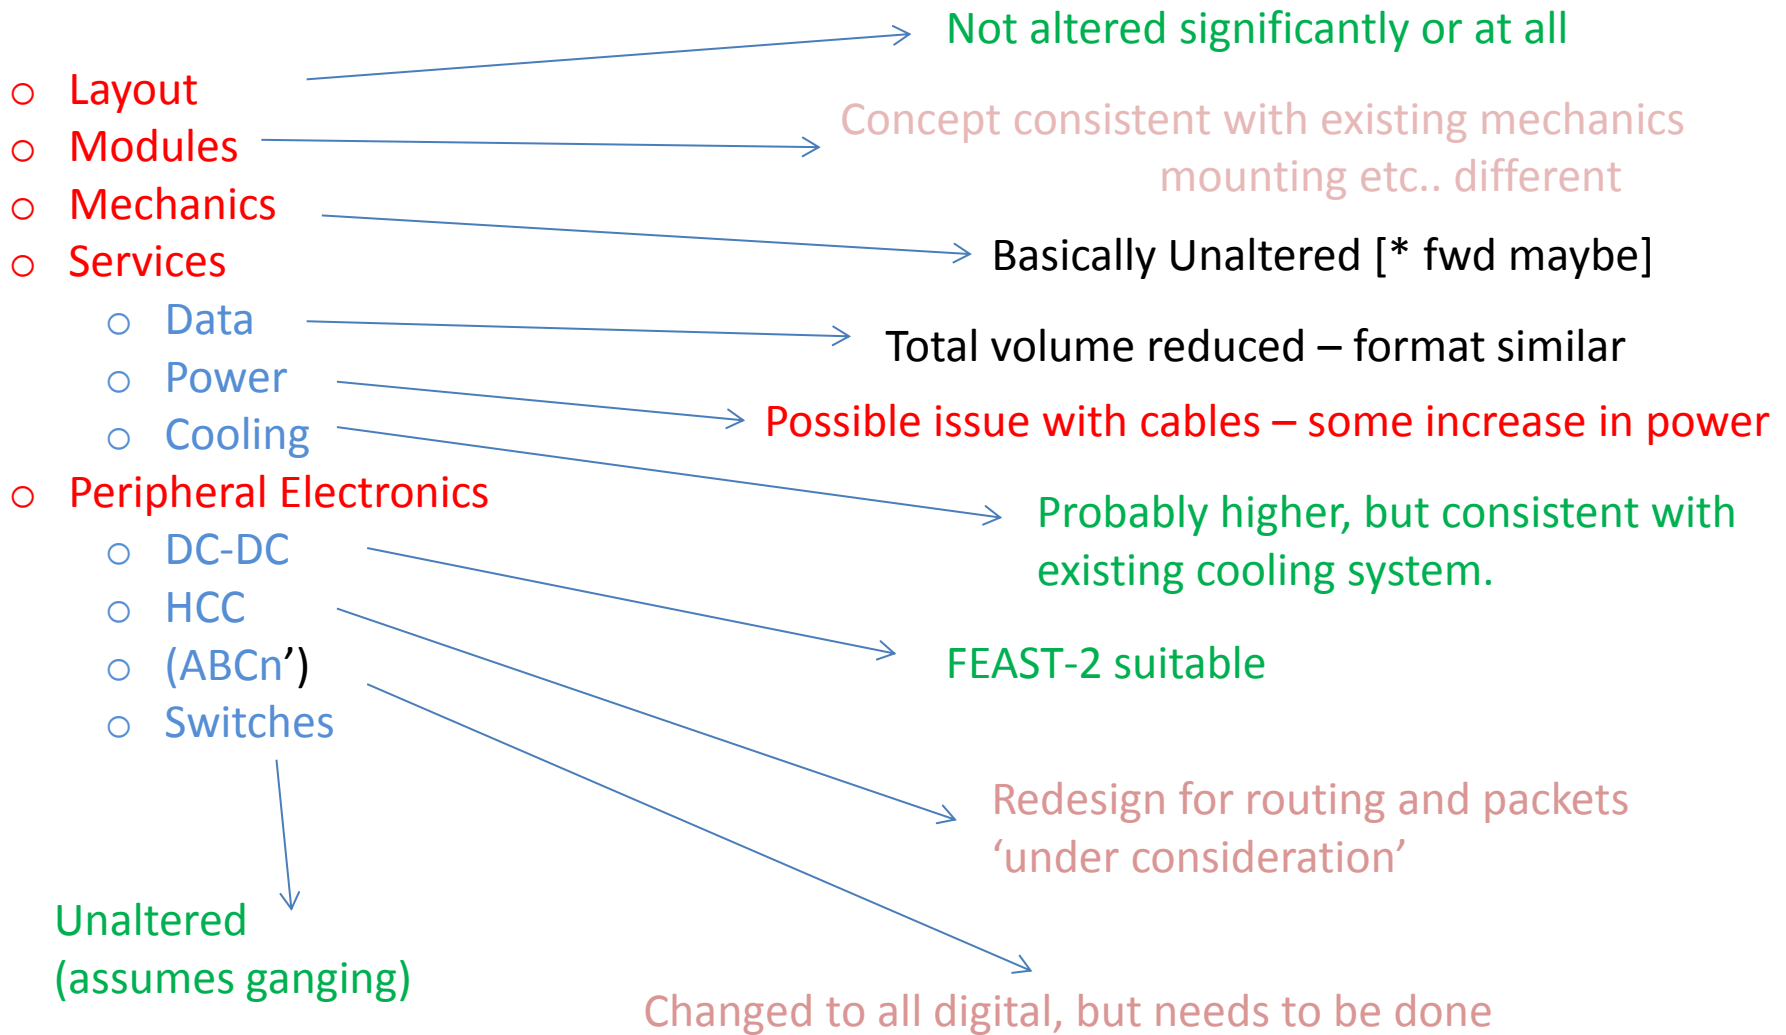 Not altered significantly or at all
o Layout
o Modules
Concept consistent with existing mechanics
mounting etc.. different
o Mechanics
o Services
Basically Unaltered [* fwd maybe]
o Data
Total volume reduced – format similar
o Power
Possible issue with cables – some increase in power
o Cooling
o Peripheral Electronics
Probably higher, but consistent with
existing cooling system.
o DC-DC
o HCC
o (ABCn’)
FEAST-2 suitable
o Switches
Redesign for routing and packets
‘under consideration’
Unaltered
(assumes ganging)
Changed to all digital, but needs to be done